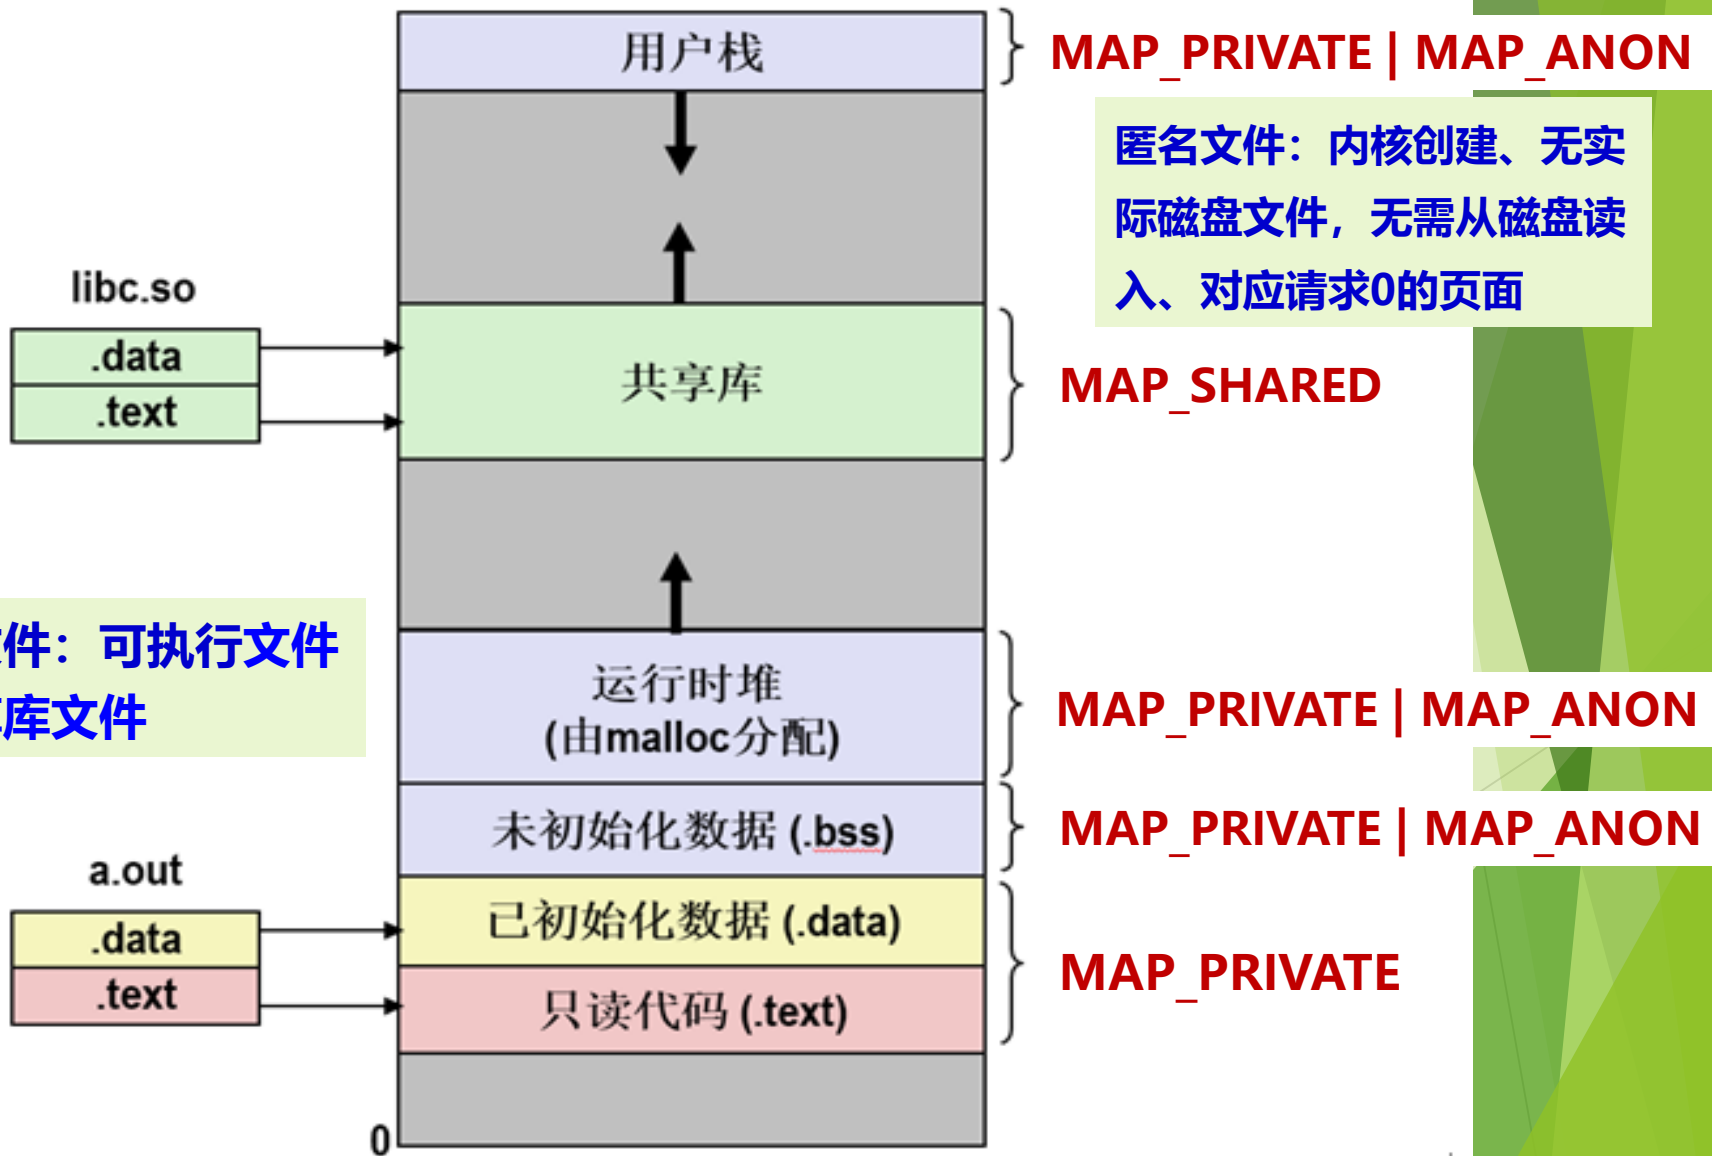 用户栈
MAP_PRIVATE | MAP_ANON
匿名文件：内核创建、无实
际磁盘文件，无需从磁盘读
入、对应请求0的页面
libc.so
.data
.text
共享库
MAP_SHARED
件：可执行文件
库文件
运行时堆
(由malloc分配)
MAP_PRIVATE | MAP_ANON
未初始化数据 (.bss)
MAP_PRIVATE | MAP_ANON
a.out
.data
.text
已初始化数据 (.data)
只读代码 (.text)
MAP_PRIVATE
0